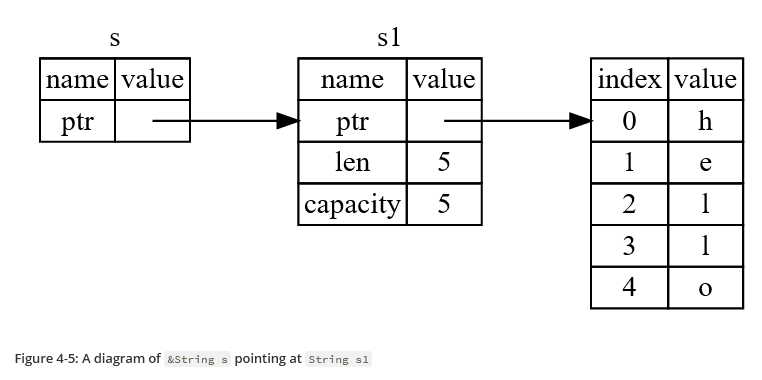 s
name value
ptr
s1
name value
ptr
len 5
capacity 5
index value
0 h
1 e
2 l
3 l
4 o
Figure 4-5: A diagram of &String s pointing at String s1